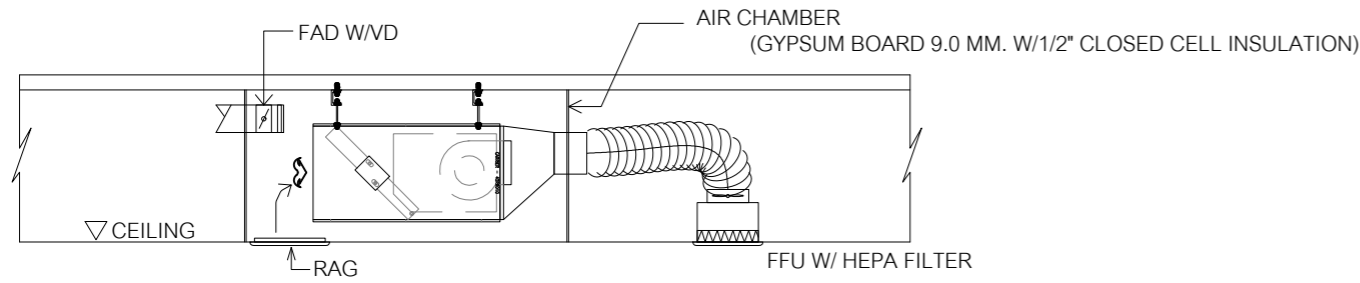 FAD W/VD
AIR CHAMBER
(GYPSUM BOARD 9.0 MM. W/1/2" CLOSED CELL INSULATION)
CEILING
RAG
FFU W/ HEPA FILTER